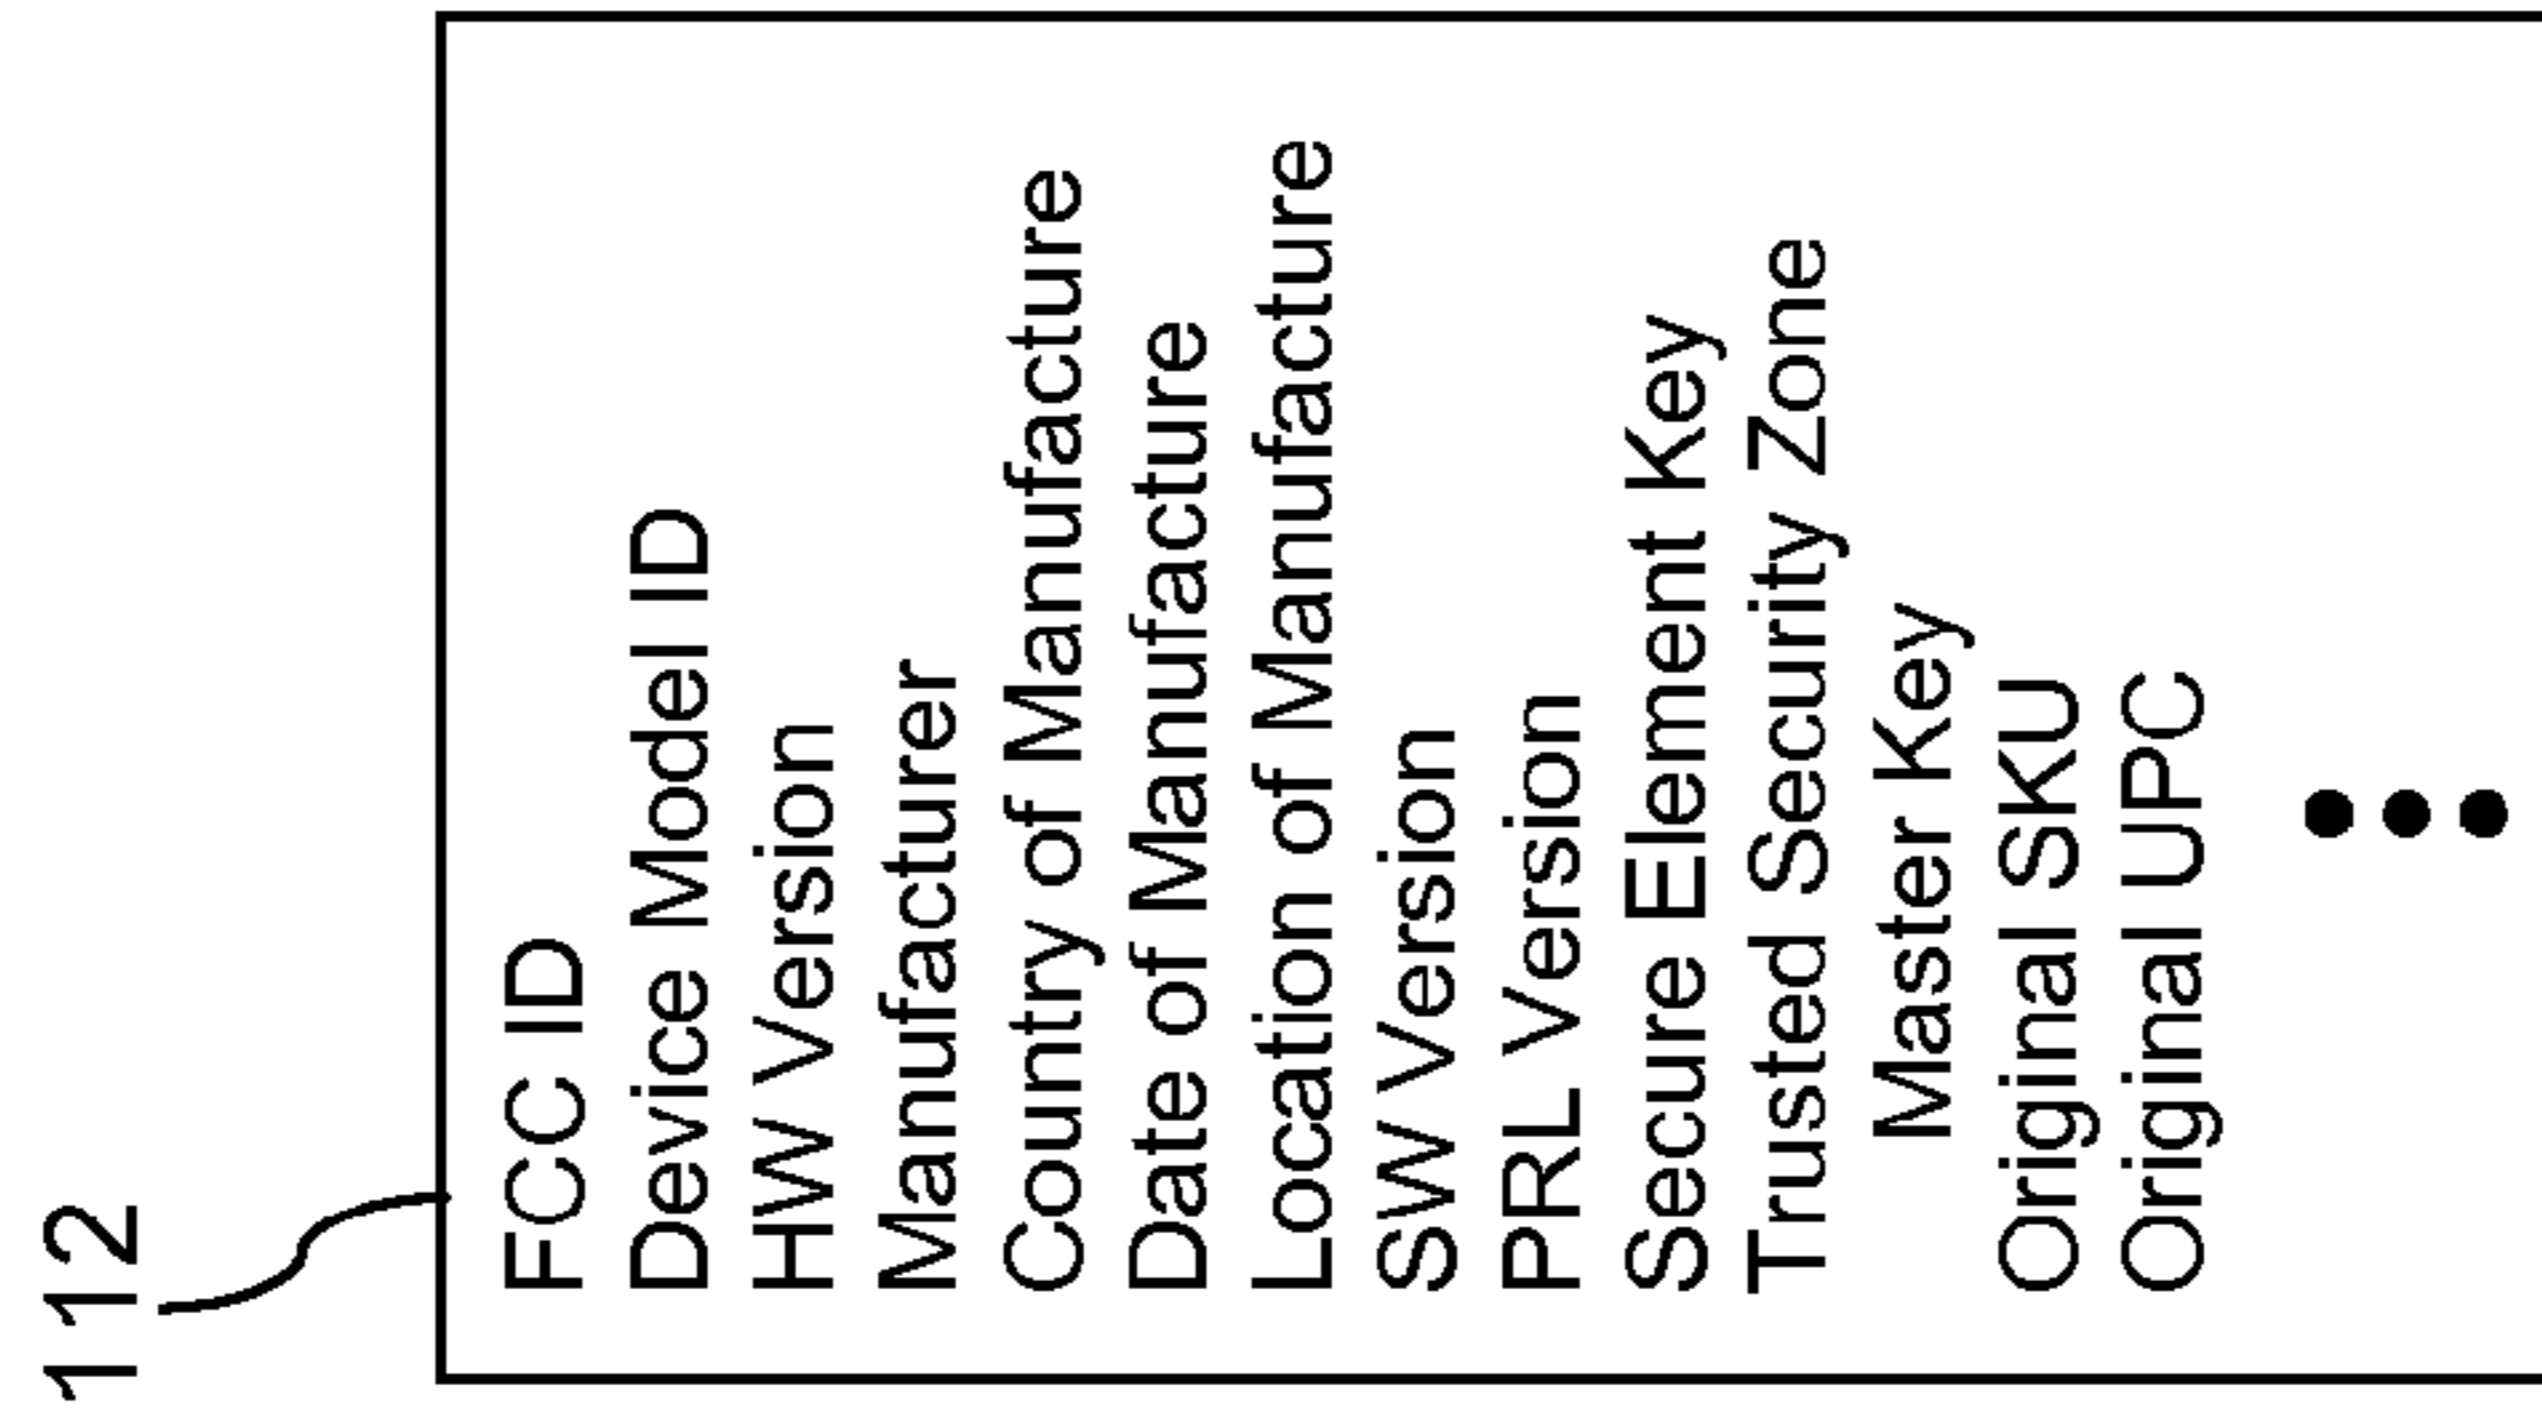 112
FCC ID
Device Model ID
HW Version
Manufacturer
Country of Manufacture
Date of Manufacture
Location of Manufacture
SW Version
PRL Version
Secure Element Key
Trusted Security Zone
Master Key
Original SKU
Original UPC